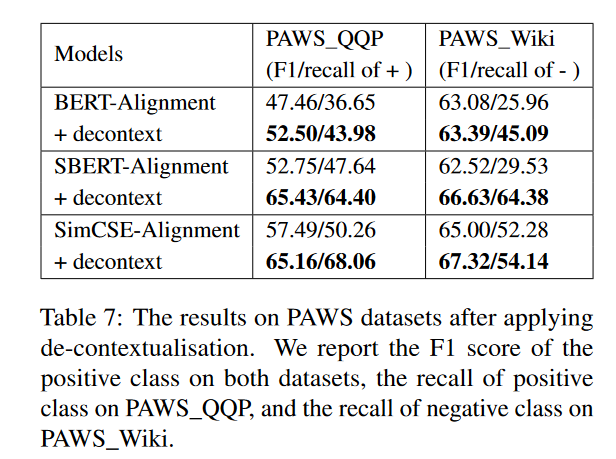 Models PAWS_QQP PAWS_Wiki
(F1/recall of + ) (F1/recall of - )
BERT-Alignment 47.46/36.65 63.08/25.96
+ decontext 52.50/43.98 63.39/45.09
SBERT-Alignment 52.75/47.64 62.52/29.53
+ decontext 65.43/64.40 66.63/64.38
SimCSE-Alignment 57.49/50.26 65.00/52.28
+ decontext 65.16/68.06 67.32/54.14
Table 7: The results on PAWS datasets after applying
de-contextualisation. We report the F1 score of the
positive class on both datasets, the recall of positive
class on PAWS_QQP, and the recall of negative class on
PAWS_Wiki.